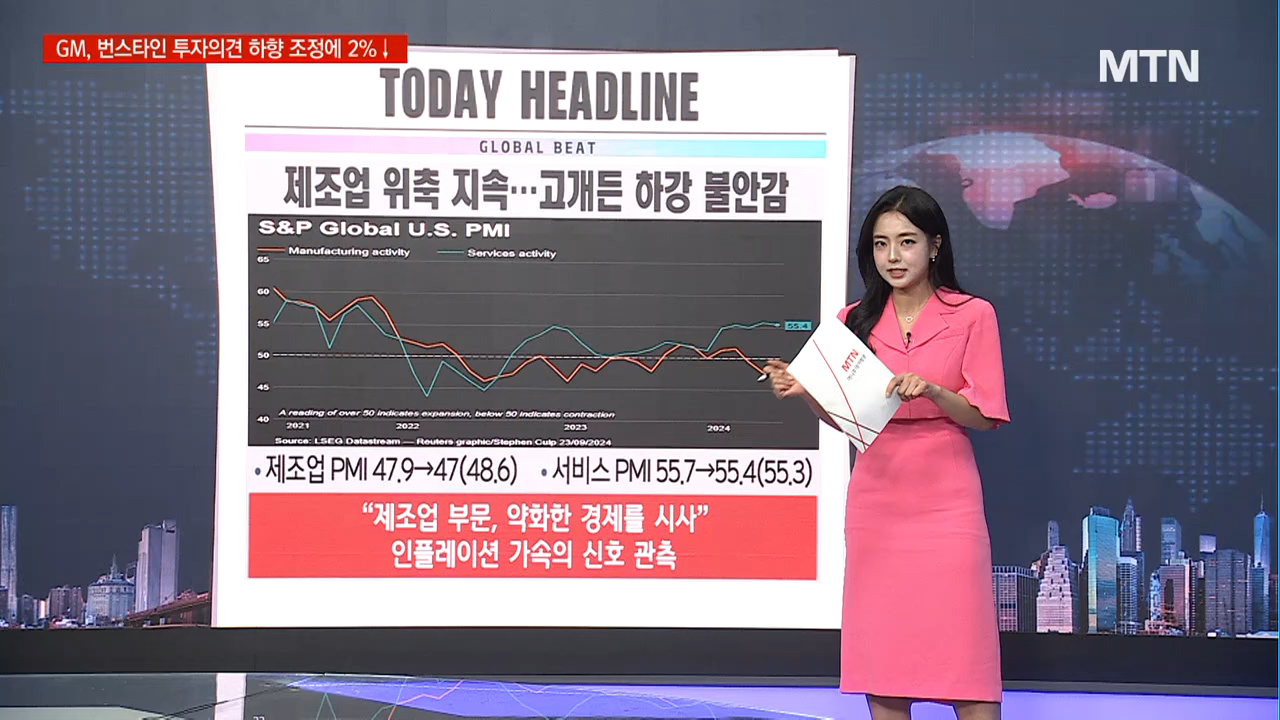 GM, 번스타인 투자의견 하향 조정에 2%↓
MTN
TODAY HEADLINE
GLOBAL BEAT
제조업 위축 지속…고개든 하강 불안감
S&P Global U.S. PMI
Manufacturing activity
Services activity
65
60
55
55.4
50
45
40
A reading of over 50 indicates expansion, below 50 indicates contraction
2021
2022
2023
2024
Source: LSEG Datastream — Reuters graphic/Stephen Culp 23/09/2024
MTN
• 제조업 PMI 47.9→47(48.6)
• 서비스 PMI 55.7→55.4(55.3)
“제조업 부문, 약화한 경제를 시사”
인플레이션 가속의 신호 관측